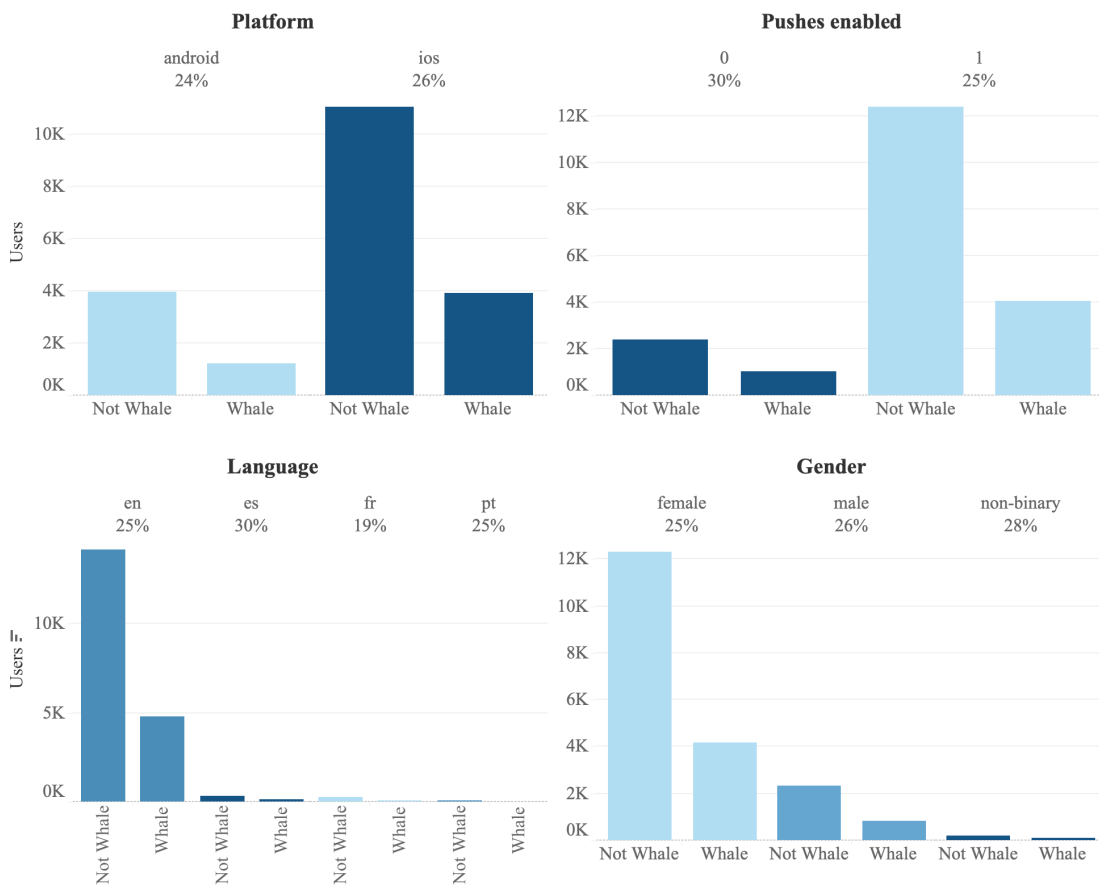 Platform
android
ios
24%
26%
Users
10K
8K
6K
4K
2K
0K
Not Whale
Whale
Not Whale
Whale
Pushes enabled
0
1
30%
25%
12K
10K
8K
6K
4K
2K
0K
Not Whale
Whale
Not Whale
Whale
Language
en
es
fr
pt
25%
30%
19%
25%
Users
10K
5K
0K
Not Whale
Whale
Not Whale
Whale
Not Whale
Whale
Not Whale
Whale
Gender
female
male
non-binary
25%
26%
28%
12K
10K
8K
6K
4K
2K
0K
Not Whale
Whale
Not Whale
Whale
Not Whale
Whale